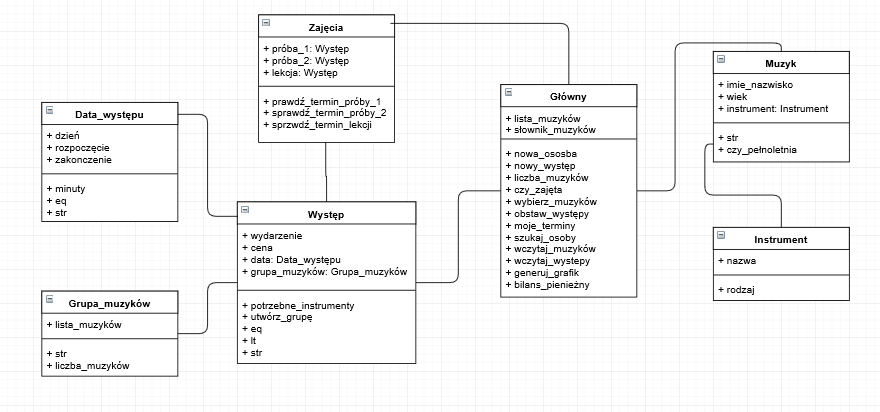 Zajęcia
+ próba_1: Występ
+ próba_2: Występ
+ lekcja: Występ
+ prawdź_termin_próby_1
+ sprawdź_termin_próby_2
+ sprzwdź_termin_lekcji
Data_występu
+ dzień
+ rozpoczęcie
+ zakonczenie
+ minuty
+ eq
+ str
Grupa_muzyków
+ lista_muzyków
+ str
+ liczba_muzyków
Występ
+ wydarzenie
+ cena
+ data: Data_występu
+ grupa_muzyków: Grupa_muzyków
+ potrzebne_instrumenty
+ utwórz_grupę
+ eq
+ lt
+ str
Główny
+ lista_muzyków
+ słownik_muzyków
+ nowa_ososba
+ nowy_występ
+ liczba_muzyków
+ czy_zajęta
+ wybierz_muzyków
+ obstaw_występy
+ moje_terminy
+ szukaj_osoby
+ wczytaj_muzyków
+ wczytaj_wystepy
+ generuj_grafik
+ bilans_pieniężny
Muzyk
+ imie_nazwisko
+ wiek
+ instrument: Instrument
+ str
+ czy_pełnoletnia
Instrument
+ nazwa
+ rodzaj